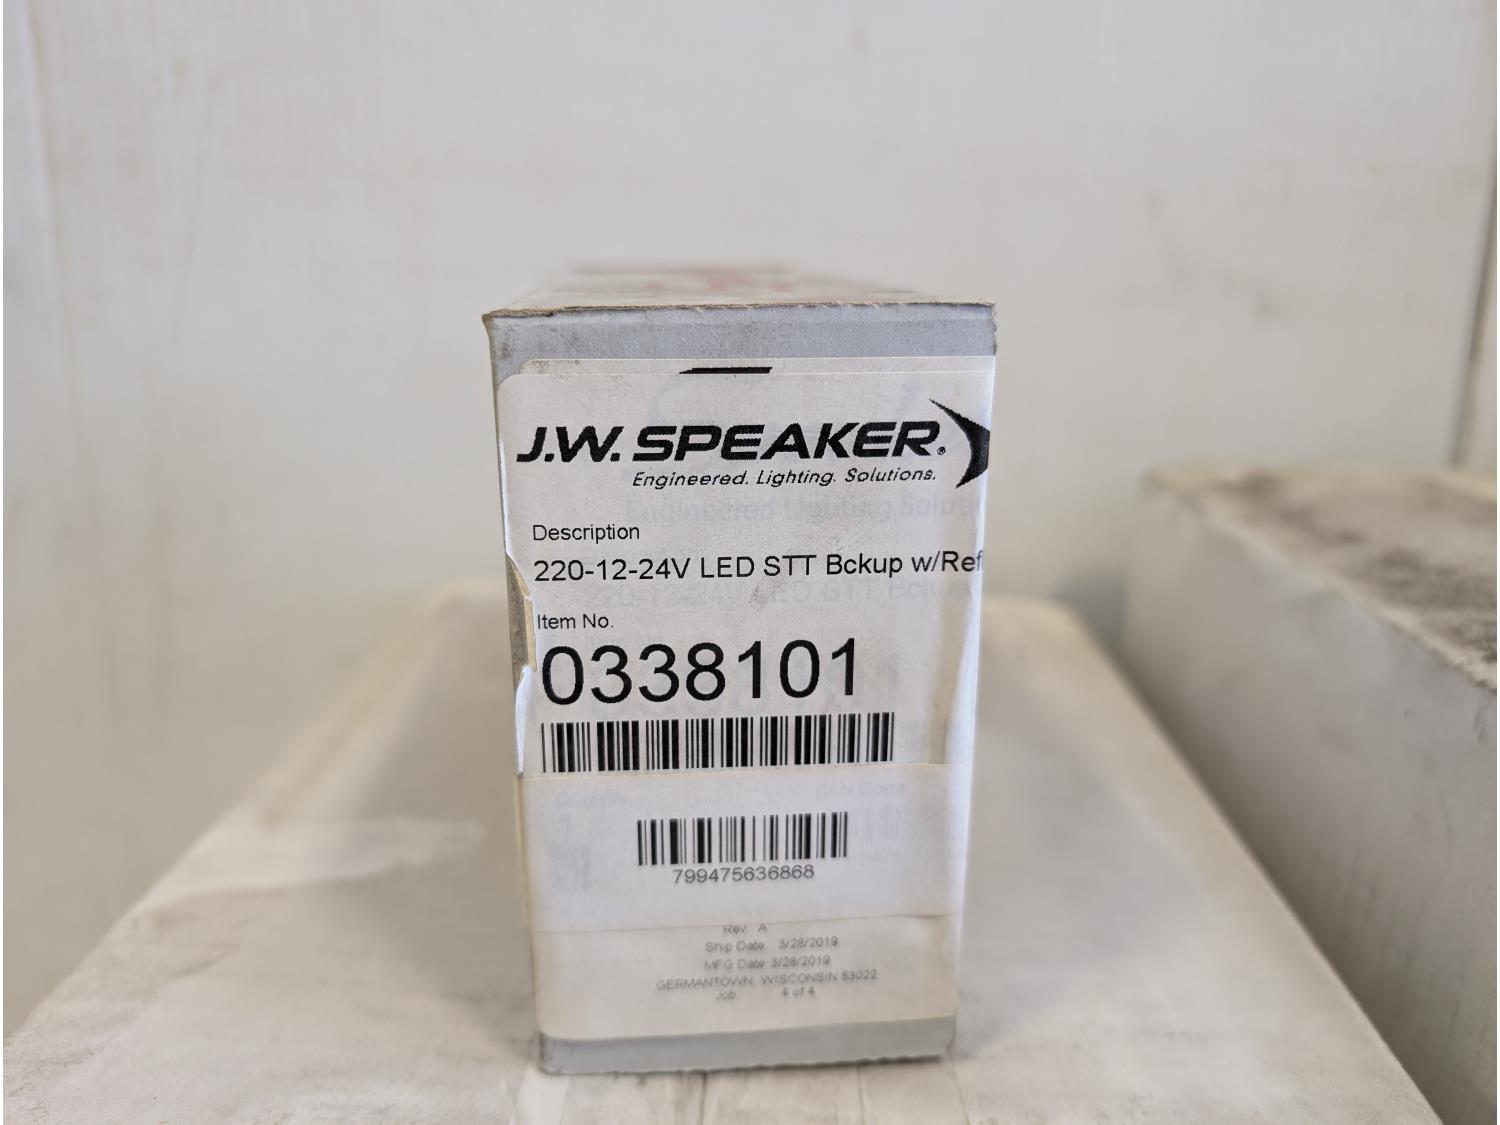 J.W. SPEAKER®
Engineered. Lighting. Solutions.
Description
220-12-24V LED STT Bckup w/Refl
Item No.
0338101
799475636868
Rev A
Ship Date 3/28/2019
MFG Date 3/28/2019
GERMANTOWN, WISCONSIN 53022
Job 4 of 4